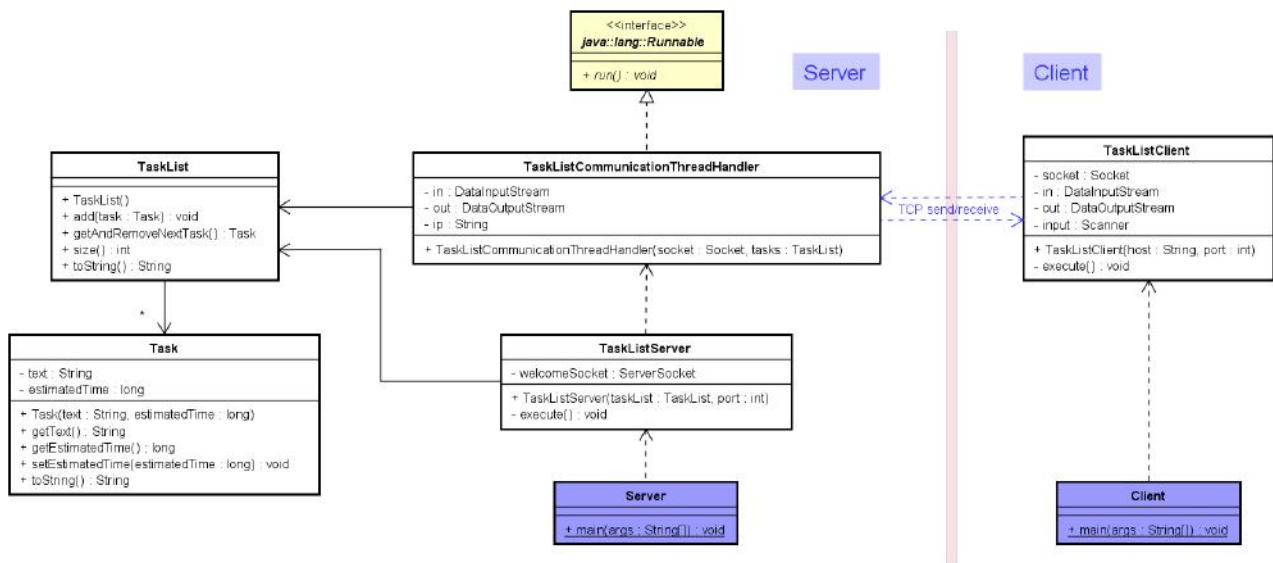 <<interface>>
java::lang::Runnable
+ run() : void
Server
Client
TaskList
+ TaskList()
+ add(task : Task) : void
+ getAndRemoveNextTask() : Task
+ size() : int
+ toString() : String
TaskListCommunicationThreadHandler
- in : DataInputStream
- out : DataOutputStream
- ip : String
+ TaskListCommunicationThreadHandler(socket : Socket, tasks : TaskList)
TCP send/receive
TaskListClient
- socket : Socket
- in : DataInputStream
- out : DataOutputStream
- input : Scanner
+ TaskListClient(host : String, port : int)
- execute() : void
*
Task
- text : String
- estimatedTime : long
+ Task(text : String, estimatedTime : long)
+ getText() : String
+ getEstimatedTime() : long
+ setEstimatedTime(estimatedTime : long) : void
+ toString() : String
TaskListServer
- welcomeSocket : ServerSocket
+ TaskListServer(taskList : TaskList, port : int)
- execute() : void
Server
+ main(args : String[]) : void
Client
+ main(args : String[]) : void